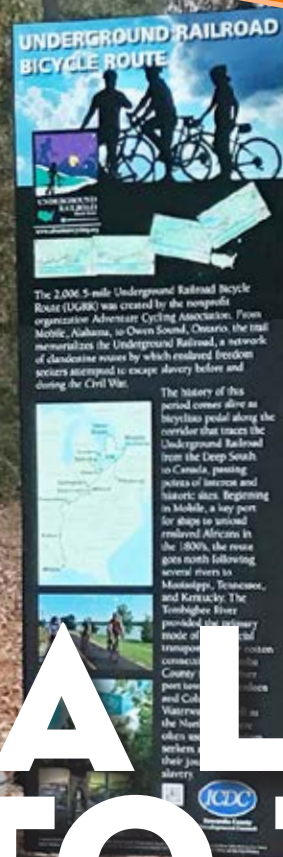 UNDERGROUND RAILROAD
BICYCLE ROUTE
UNDERGROUND
RAILROAD
The 2,006.5-mile Underground Railroad Bicycle
Route (UGRR) was created by the nonprofit
organization Adventure Cycling Association. From
Mobile, Alabama, to Owen Sound, Ontario, the trail
memorializes the Underground Railroad, a network
of clandestine routes by which enslaved freedom
seekers attempted to escape slavery before and
during the Civil War.
The history of this
period comes alive as
bicyclists pedal along the
corridor that traces the
Underground Railroad
from the Deep South
to Canada, passing
points of interest and
historic sites. Beginning
in Mobile, a key port
for ships to unload
enslaved Africans in
the 1800's, the route
goes north following
several rivers to
Mississippi, Tennessee,
and Kentucky. The
Tombigbee River
provided the primary
mode of
transpor cotton
County
port tow
and Col
Waterw
the Nor
often us
seekers
their jou
slavery.
ICDC
A L
TO T